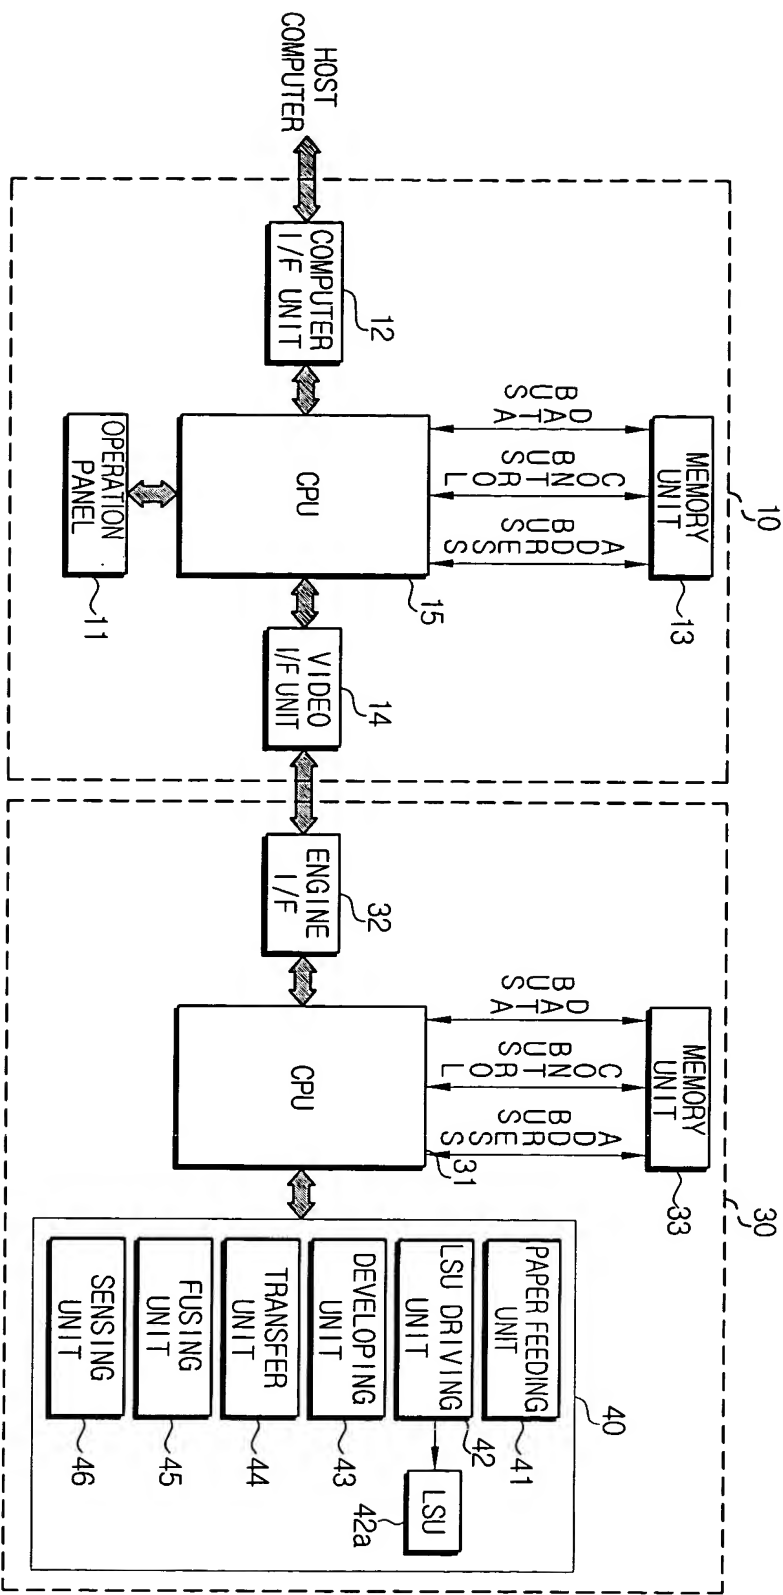 10
MEMORY
UNIT
13
DATA
BUS
CONTROL
BUS
ADDRESS
BUS
HOST
COMPUTER
COMPUTER
I/F UNIT
12
CPU
15
VIDEO
I/F UNIT
14
OPERATION
PANEL
11
30
MEMORY
UNIT
33
DATA
BUS
CONTROL
BUS
ADDRESS
BUS
ENGINE
I/F
32
CPU
31
40
PAPER FEEDING
UNIT
41
LSU DRIVING
UNIT
42
LSU
42a
DEVELOPING
UNIT
43
TRANSFER
UNIT
44
FUSING
UNIT
45
SENSING
UNIT
46